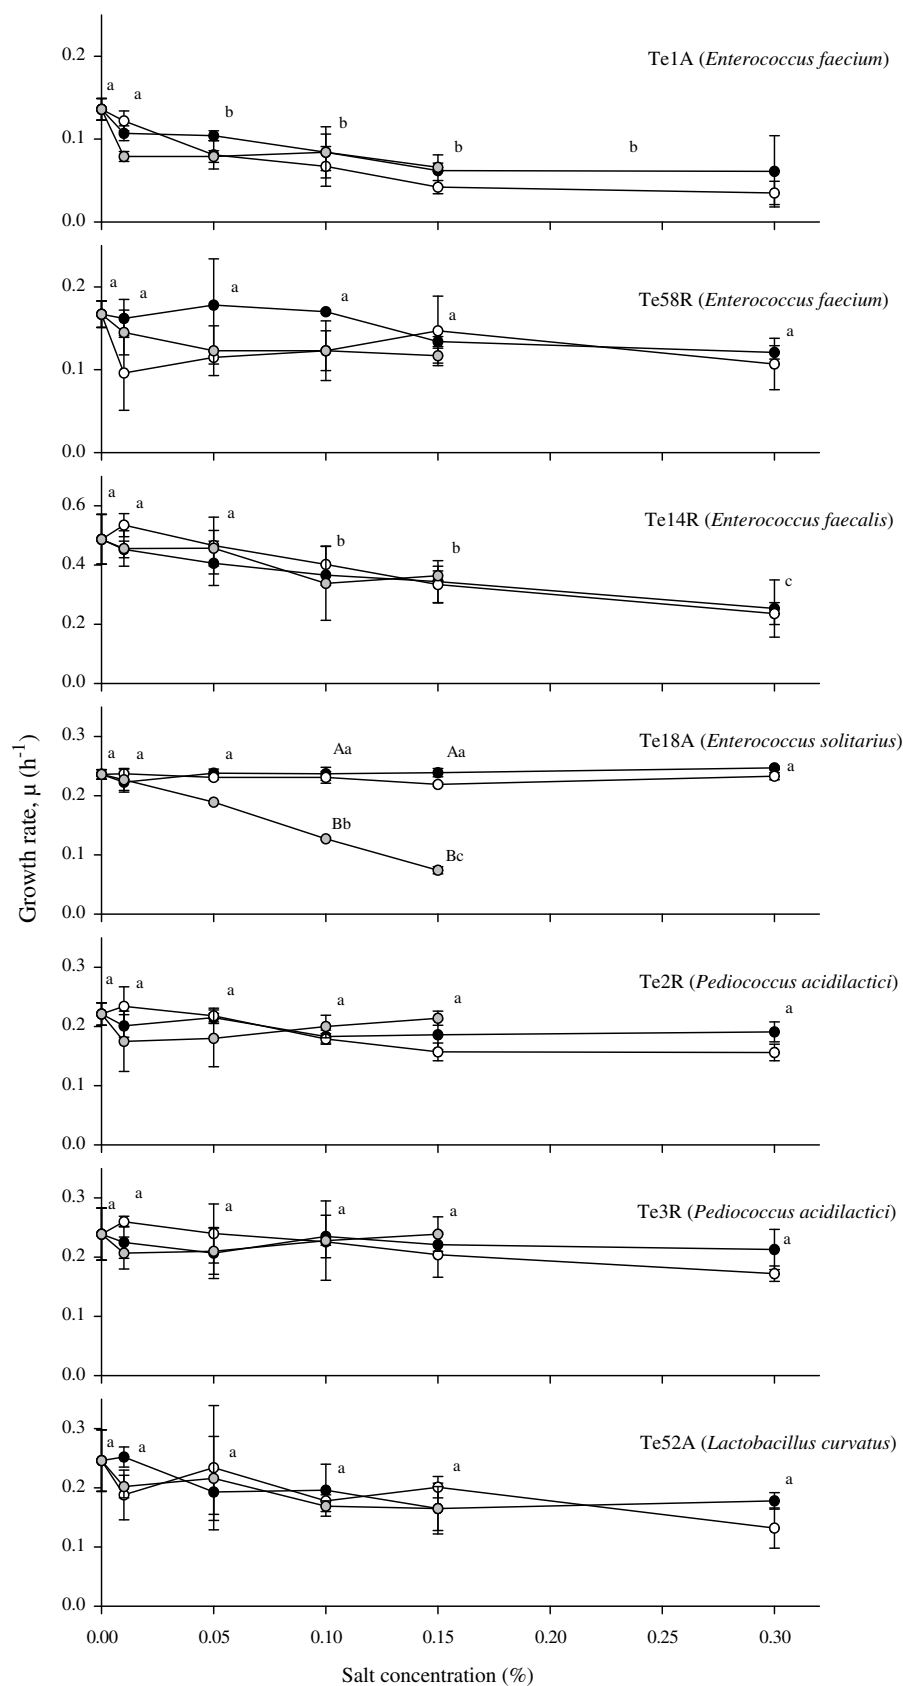 Te1A (Enterococcus faecium)
0.2
0.1
0.0
a
a
b
b
b
b
Te58R (Enterococcus faecium)
0.2
0.1
0.0
a
a
a
a
a
a
Te14R (Enterococcus faecalis)
0.6
0.4
0.2
0.0
a
a
a
b
b
c
Te18A (Enterococcus solitarius)
0.3
0.2
0.1
0.0
a
a
a
Aa
Aa
a
Bb
Bc
Growth rate, µ (h-1)
Te2R (Pediococcus acidilactici)
0.3
0.2
0.1
0.0
a
a
a
a
a
a
Te3R (Pediococcus acidilactici)
0.3
0.2
0.1
0.0
a
a
a
a
a
a
Te52A (Lactobacillus curvatus)
0.3
0.2
0.1
0.0
a
a
a
a
a
a
0.00 0.05 0.10 0.15 0.20 0.25 0.30
Salt concentration (%)